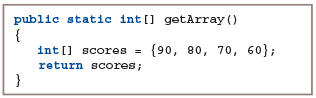 public static int[] getArray()
{
   int[] scores = {90, 80, 70, 60};
   return scores;
}